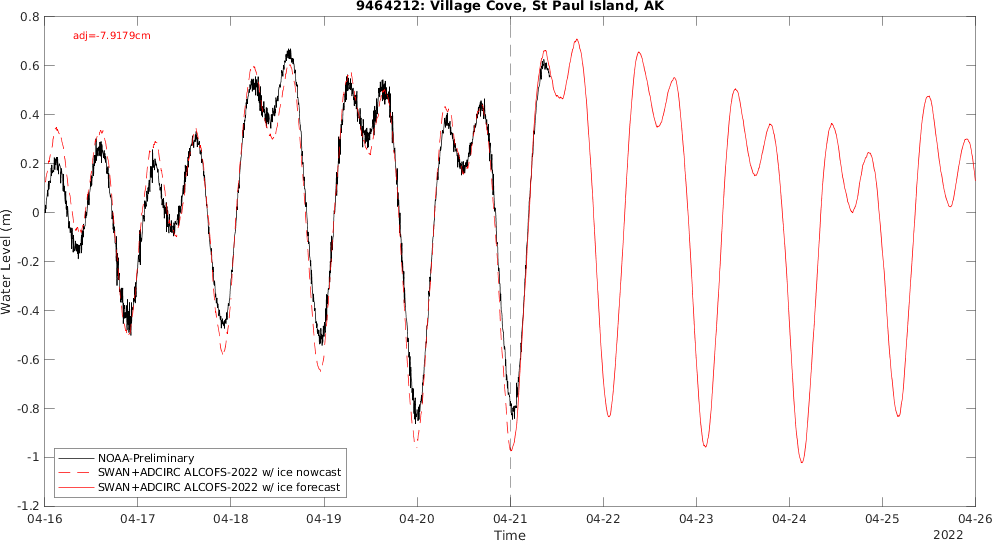 9464212: Village Cove, St Paul Island, AK
adj=-7.9179cm
0.8
0.6
0.4
0.2
0
-0.2
-0.4
-0.6
-0.8
-1
-1.2
Water Level (m)
NOAA-Preliminary
SWAN+ADCIRC ALCOFS-2022 w/ ice nowcast
SWAN+ADCIRC ALCOFS-2022 w/ ice forecast
04-16 04-17 04-18 04-19 04-20 04-21 04-22 04-23 04-24 04-25 04-26
Time
2022